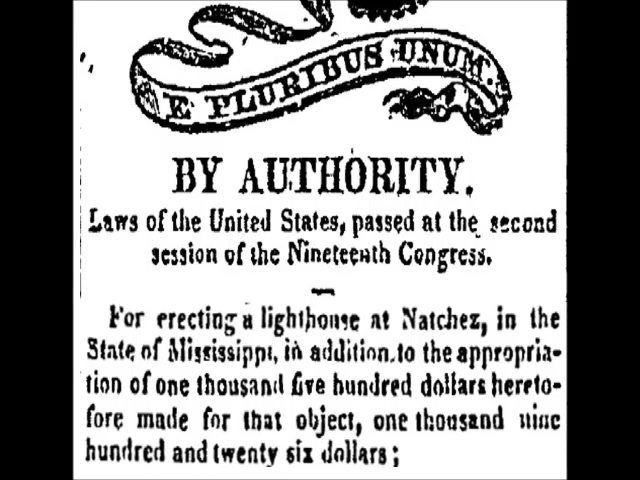 E PLURIBUS UNUM.
BY AUTHORITY.
Laws of the United States, passed at the second
session of the Nineteenth Congress.
For erecting a lighthouse at Natchez, in the
State of Mississippi, in addition to the appropria-
tion of one thousand five hundred dollars hereto-
fore made for that object, one thousand nine
hundred and twenty six dollars;